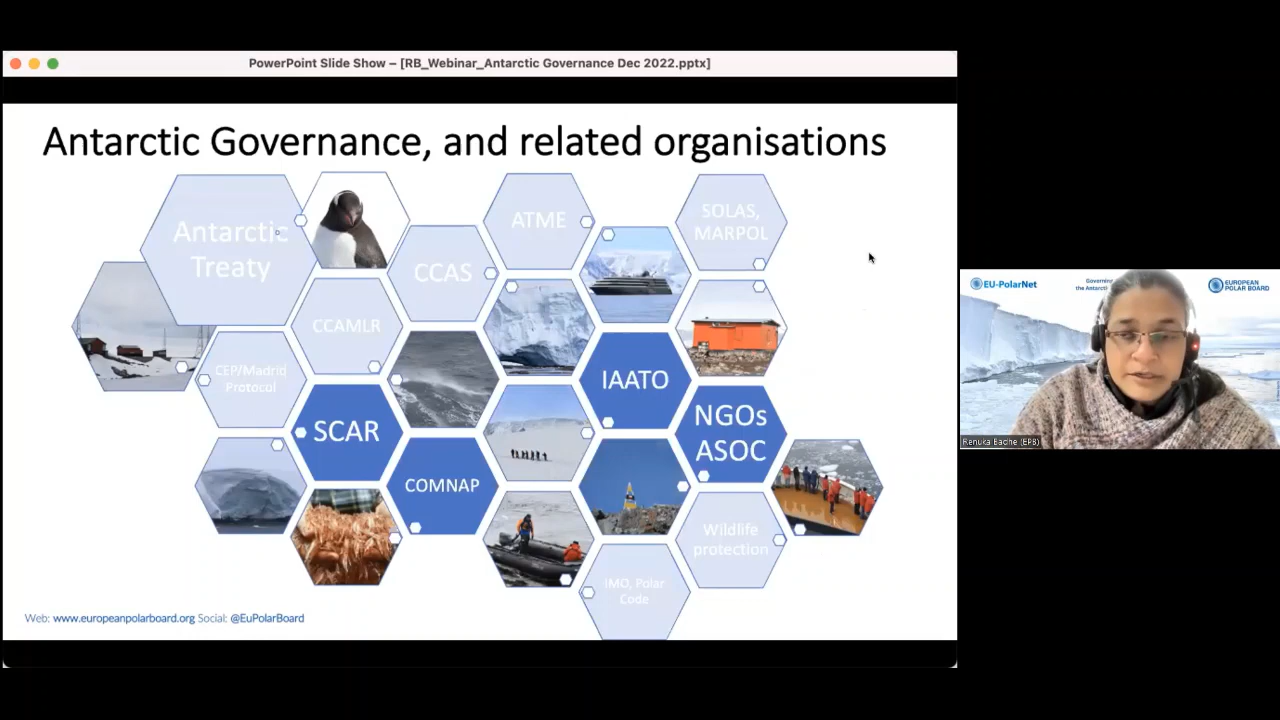 PowerPoint Slide Show – [RB_Webinar_Antarctic Governance Dec 2022.pptx]
Antarctic Governance, and related organisations
Antarctic
Treaty
CCAMLR
CEP/Madrid
Protocol
SCAR
CCAS
COMNAP
ATME
IAATO
IMO, Polar
Code
SOLAS,
MARPOL
NGOs
ASOC
Wildlife
protection
Web: www.europeanpolarboard.org Social: @EuPolarBoard
EU-PolarNet
Governing
the Antarctic
EUROPEAN
POLAR BOARD
Renuka Badhe (EPB)